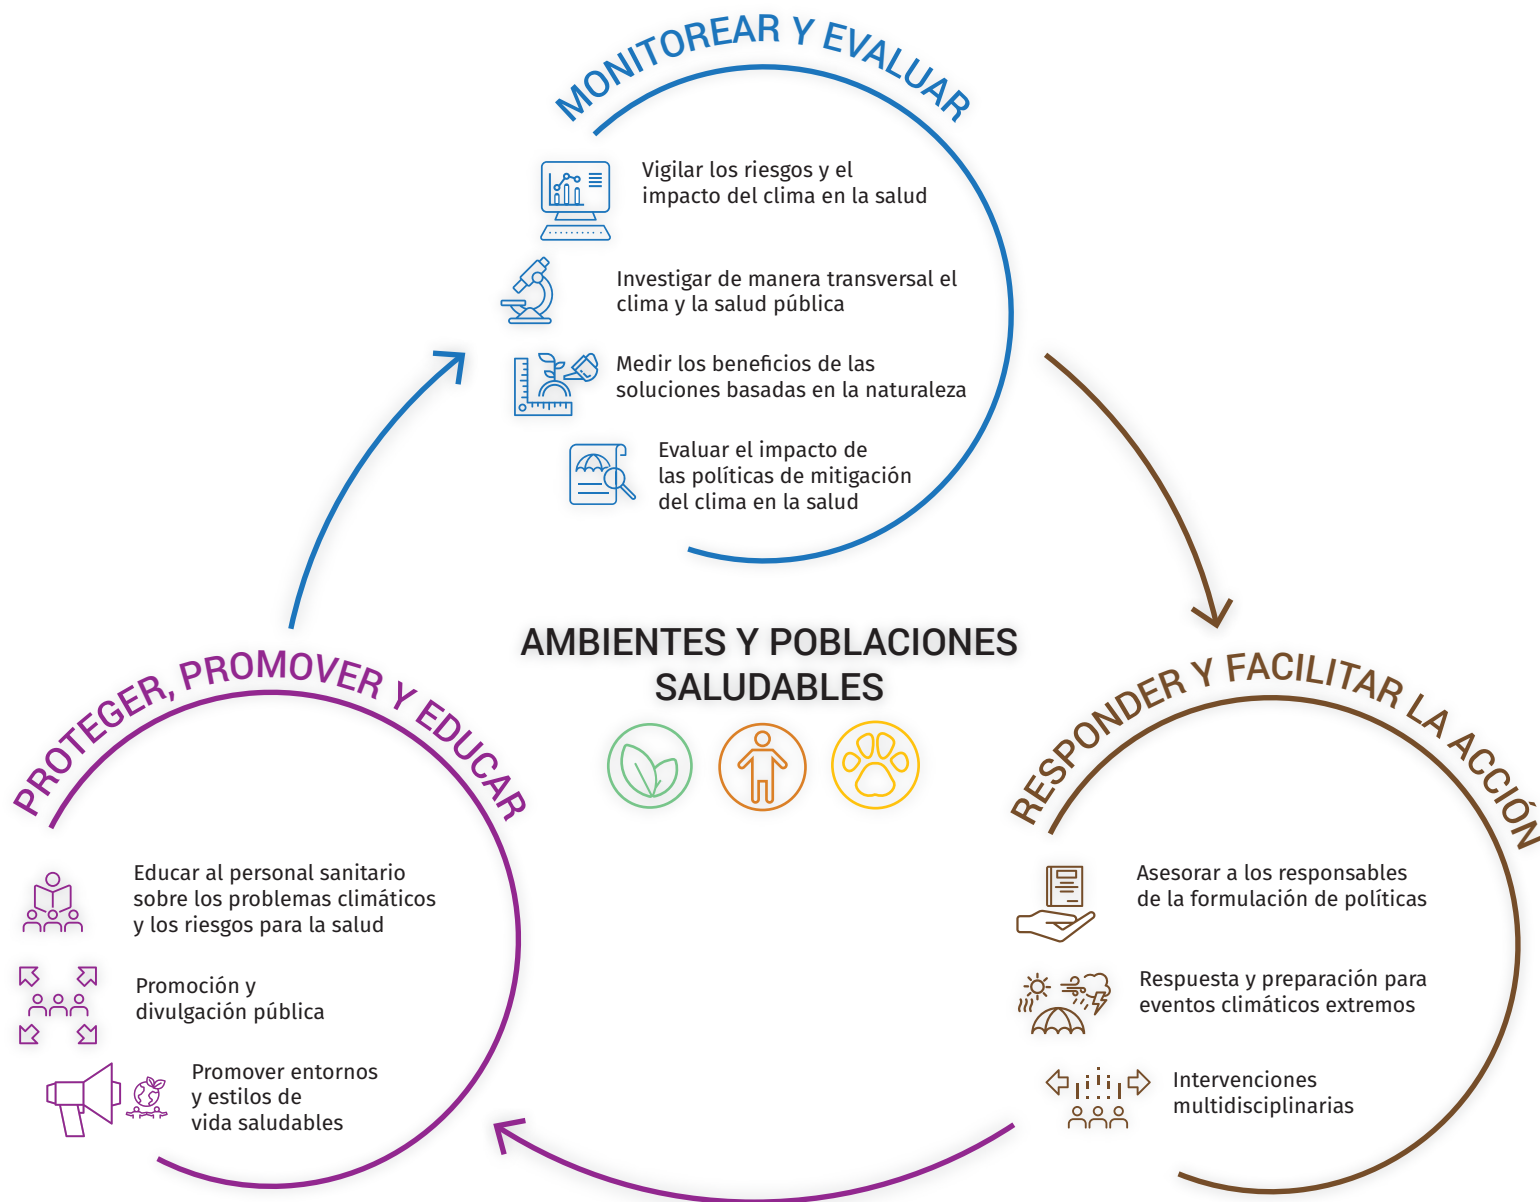 MONITOREAR Y EVALUAR
Vigilar los riesgos y el
impacto del clima en la salud
Investigar de manera transversal el
clima y la salud pública
Medir los beneficios de las
soluciones basadas en la naturaleza
Evaluar el impacto de
las políticas de mitigación
del clima en la salud
AMBIENTES Y POBLACIONES
SALUDABLES
PROTEGER, PROMOVER Y EDUCAR
Educar al personal sanitario
sobre los problemas climáticos
y los riesgos para la salud
Promoción y
divulgación pública
Promover entornos
y estilos de
vida saludables
RESPONDER Y FACILITAR LA ACCIÓN
Asesorar a los responsables
de la formulación de políticas
Respuesta y preparación para
eventos climáticos extremos
Intervenciones
multidisciplinarias